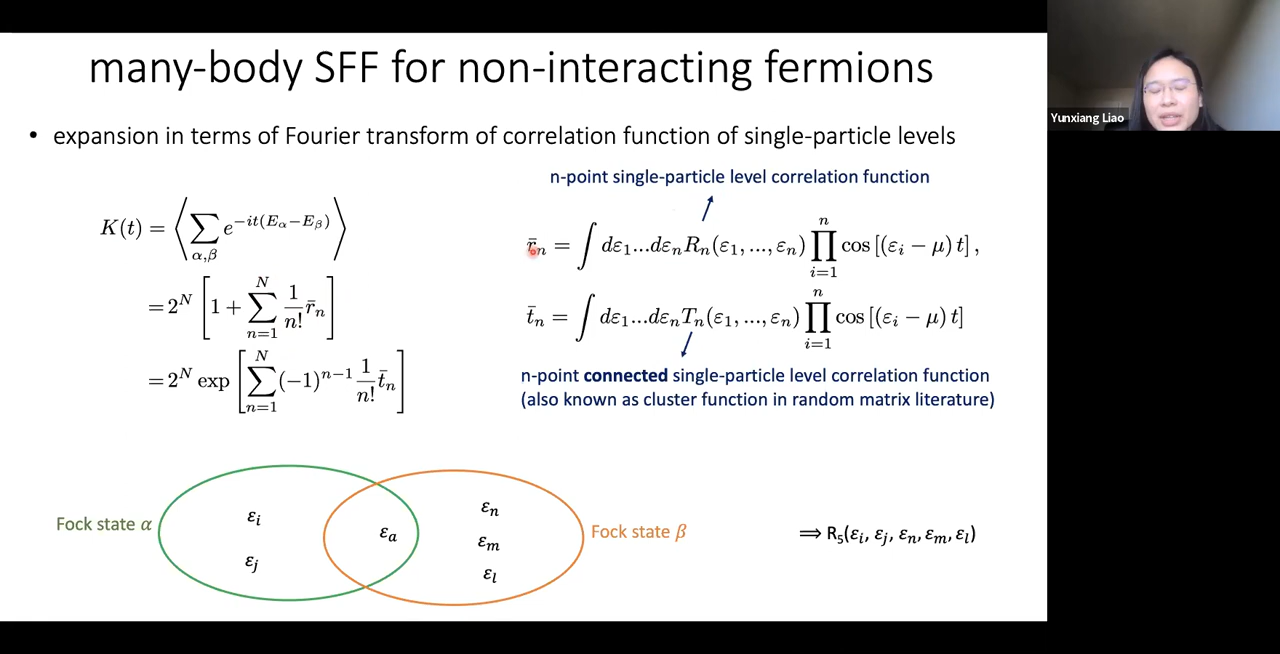 many-body SFF for non-interacting fermions
Yunxiang Liao
• expansion in terms of Fourier transform of correlation function of single-particle levels
n-point single-particle level correlation function
K(t) = ⟨ ∑_{α,β} e^{-it(E_α−E_β)} ⟩
= 2^N [ 1 + ∑_{n=1}^{N} \frac{1}{n!} r̄_n ]
= 2^N exp [ ∑_{n=1}^{N} (−1)^{n−1} \frac{1}{n!} t̄_n ]
r̄_n = ∫ dε_1...dε_n R_n(ε_1, ..., ε_n) ∏_{i=1}^{n} cos [(ε_i − μ) t] ,
t̄_n = ∫ dε_1...dε_n T_n(ε_1, ..., ε_n) ∏_{i=1}^{n} cos [(ε_i − μ) t]
n-point connected single-particle level correlation function
(also known as cluster function in random matrix literature)
Fock state α
ε_i
ε_j
ε_a
ε_n
ε_m
ε_l
Fock state β
⟹ R_5(ε_i, ε_j, ε_n, ε_m, ε_l)